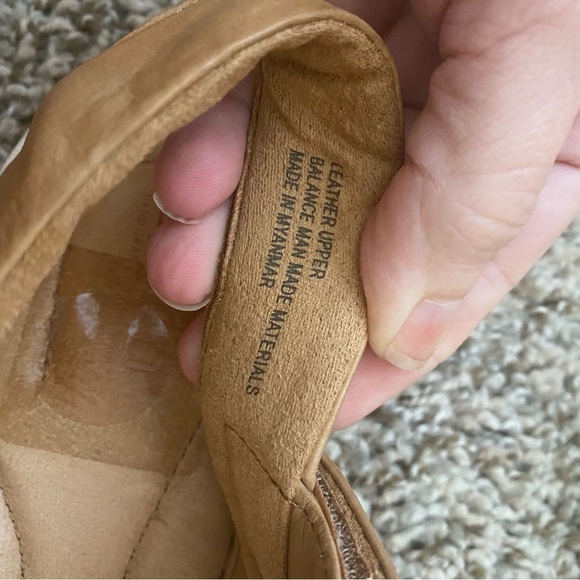 LEATHER UPPER
BALANCE MAN MADE MATERIALS
MADE IN MYANMAR